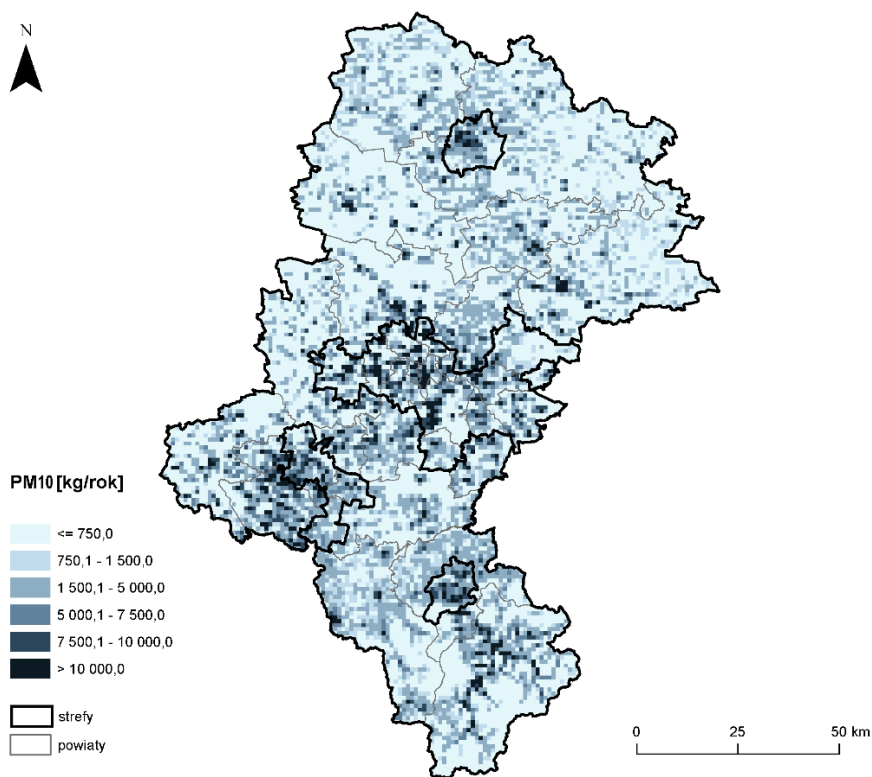 N
PM10 [kg/rok]
<= 750,0
750,1 - 1 500,0
1 500,1 - 5 000,0
5 000,1 - 7 500,0
7 500,1 - 10 000,0
> 10 000,0
strefy
powiaty
0 25 50 km